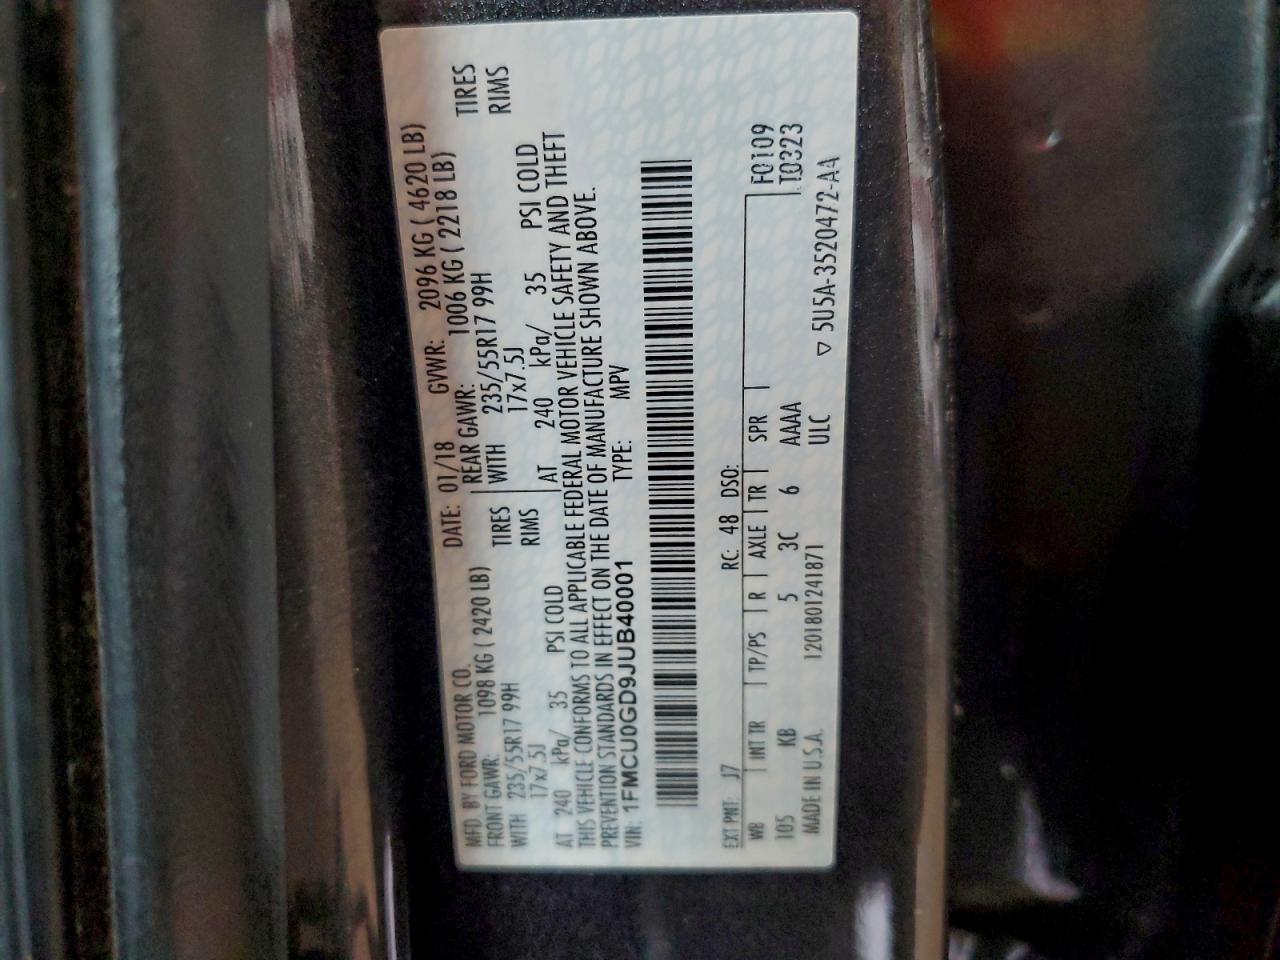 MFD. BY FORD MOTOR CO.
DATE: 01/18 GVWR: 2096 KG ( 4620 LB)
FRONT GAWR: 1098 KG ( 2420 LB) REAR GAWR: 1006 KG ( 2218 LB)
WITH 235/55R17 99H TIRES WITH 235/55R17 99H TIRES
17x7.5J RIMS 17x7.5J RIMS
AT 240 kPa/ 35 PSI COLD AT 240 kPa/ 35 PSI COLD
THIS VEHICLE CONFORMS TO ALL APPLICABLE FEDERAL MOTOR VEHICLE SAFETY AND THEFT
PREVENTION STANDARDS IN EFFECT ON THE DATE OF MANUFACTURE SHOWN ABOVE.
VIN: 1FMCU0GD9JUB40001 TYPE: MPV
EXT PNT: J7 RC: 48 DSO:
WB | INT TR | TP/PS | R | AXLE | TR | SPR | F0109
105 KB 5 3C 6 AAAA T0323
MADE IN U.S.A. 120180124187​1 ULC
▽ 5U5A-3520472-AA